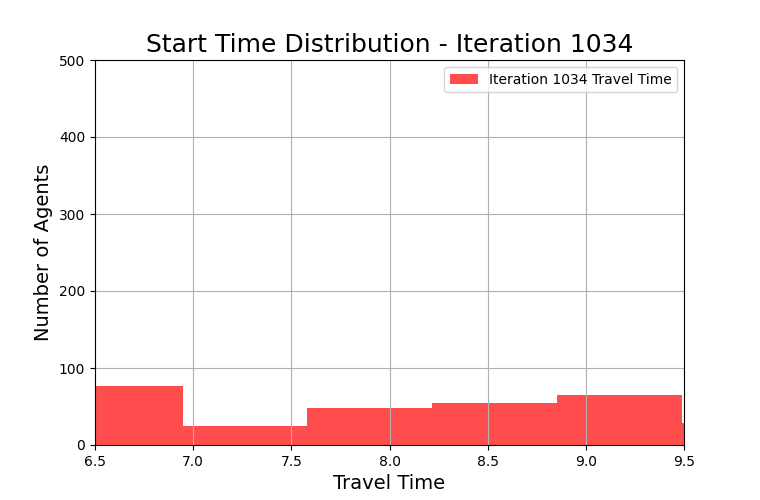 Start Time Distribution - Iteration 1034
Iteration 1034 Travel Time
Number of Agents
500
400
300
200
100
0
6.5 7.0 7.5 8.0 8.5 9.0 9.5
Travel Time